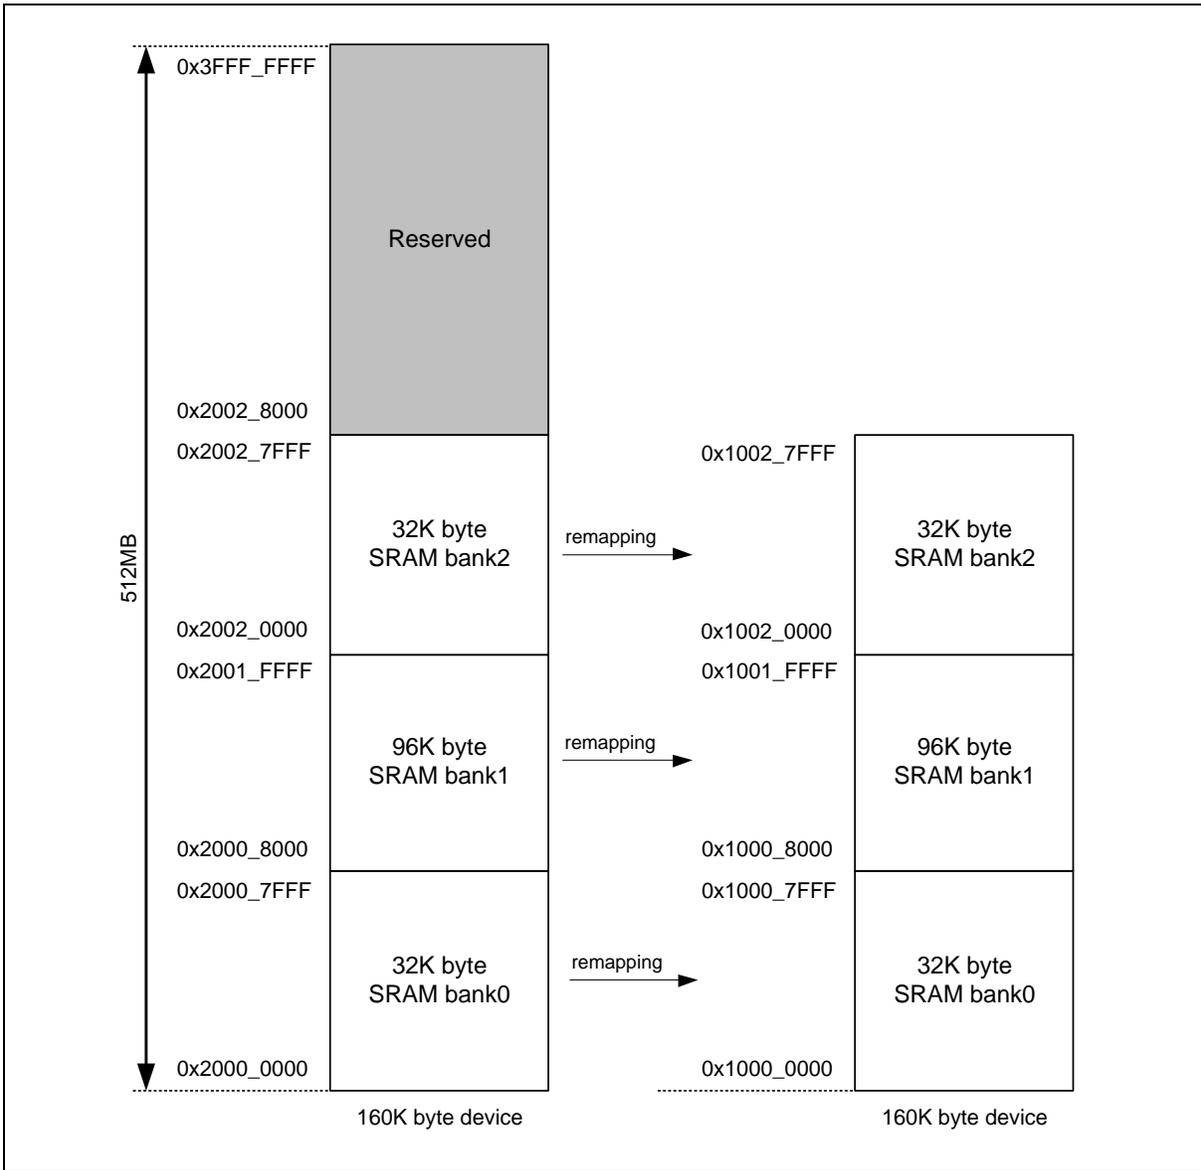 0x3FFF_FFFF
Reserved
0x2002_8000
0x2002_7FFF
0x1002_7FFF
32K byte
SRAM bank2
remapping
32K byte
SRAM bank2
512MB
0x2002_0000
0x1002_0000
0x2001_FFFF
0x1001_FFFF
96K byte
SRAM bank1
remapping
96K byte
SRAM bank1
0x2000_8000
0x1000_8000
0x2000_7FFF
0x1000_7FFF
32K byte
SRAM bank0
remapping
32K byte
SRAM bank0
0x2000_0000
0x1000_0000
160K byte device
160K byte device